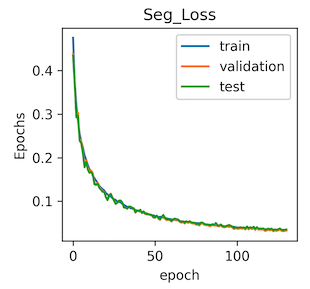 Seg_Loss
train
validation
test
Epochs
0.4
0.3
0.2
0.1
0
50
100
epoch